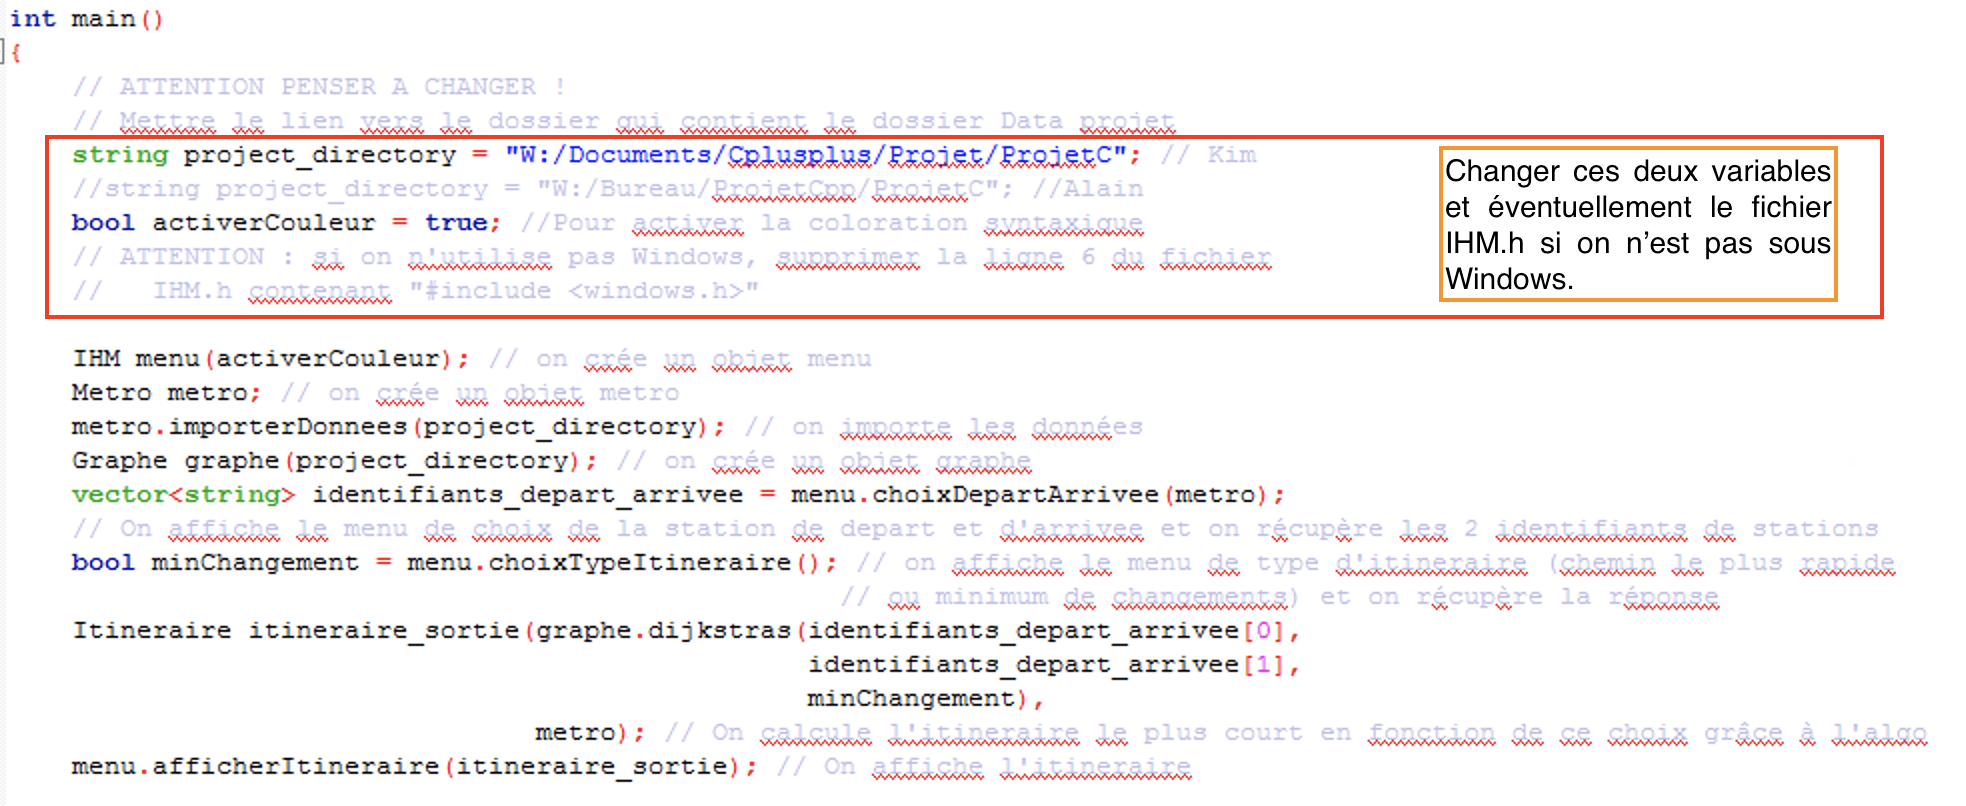 int main()
{
// ATTENTION PENSER A CHANGER !
// Mettre le lien vers le dossier qui contient le dossier Data projet
string project_directory = "W:/Documents/Cplusplus/Projet/ProjetC"; // Kim
//string project_directory = "W:/Bureau/ProjetCpp/ProjetC"; //Alain
bool activerCouleur = true; //Pour activer la coloration syntaxique
// ATTENTION : si on n'utilise pas Windows, supprimer la ligne 6 du fichier
//   IHM.h contenant "#include <windows.h>"
Changer ces deux variables
et éventuellement le fichier
IHM.h si on n’est pas sous
Windows.
IHM menu(activerCouleur); // on crée un objet menu
Metro metro; // on crée un objet metro
metro.importerDonnees(project_directory); // on importe les données
Graphe graphe(project_directory); // on crée un objet graphe
vector<string> identifiants_depart_arrivee = menu.choixDepartArrivee(metro);
// On affiche le menu de choix de la station de depart et d'arrivee et on récupère les 2 identifiants de stations
bool minChangement = menu.choixTypeItineraire(); // on affiche le menu de type d'itineraire (chemin le plus rapide
// ou minimum de changements) et on récupère la réponse
Itineraire itineraire_sortie(graphe.dijkstras(identifiants_depart_arrivee[0],
identifiants_depart_arrivee[1],
minChangement),
metro); // On calcule l'itineraire le plus court en fonction de ce choix grâce à l'algo
menu.afficherItineraire(itineraire_sortie); // On affiche l'itineraire